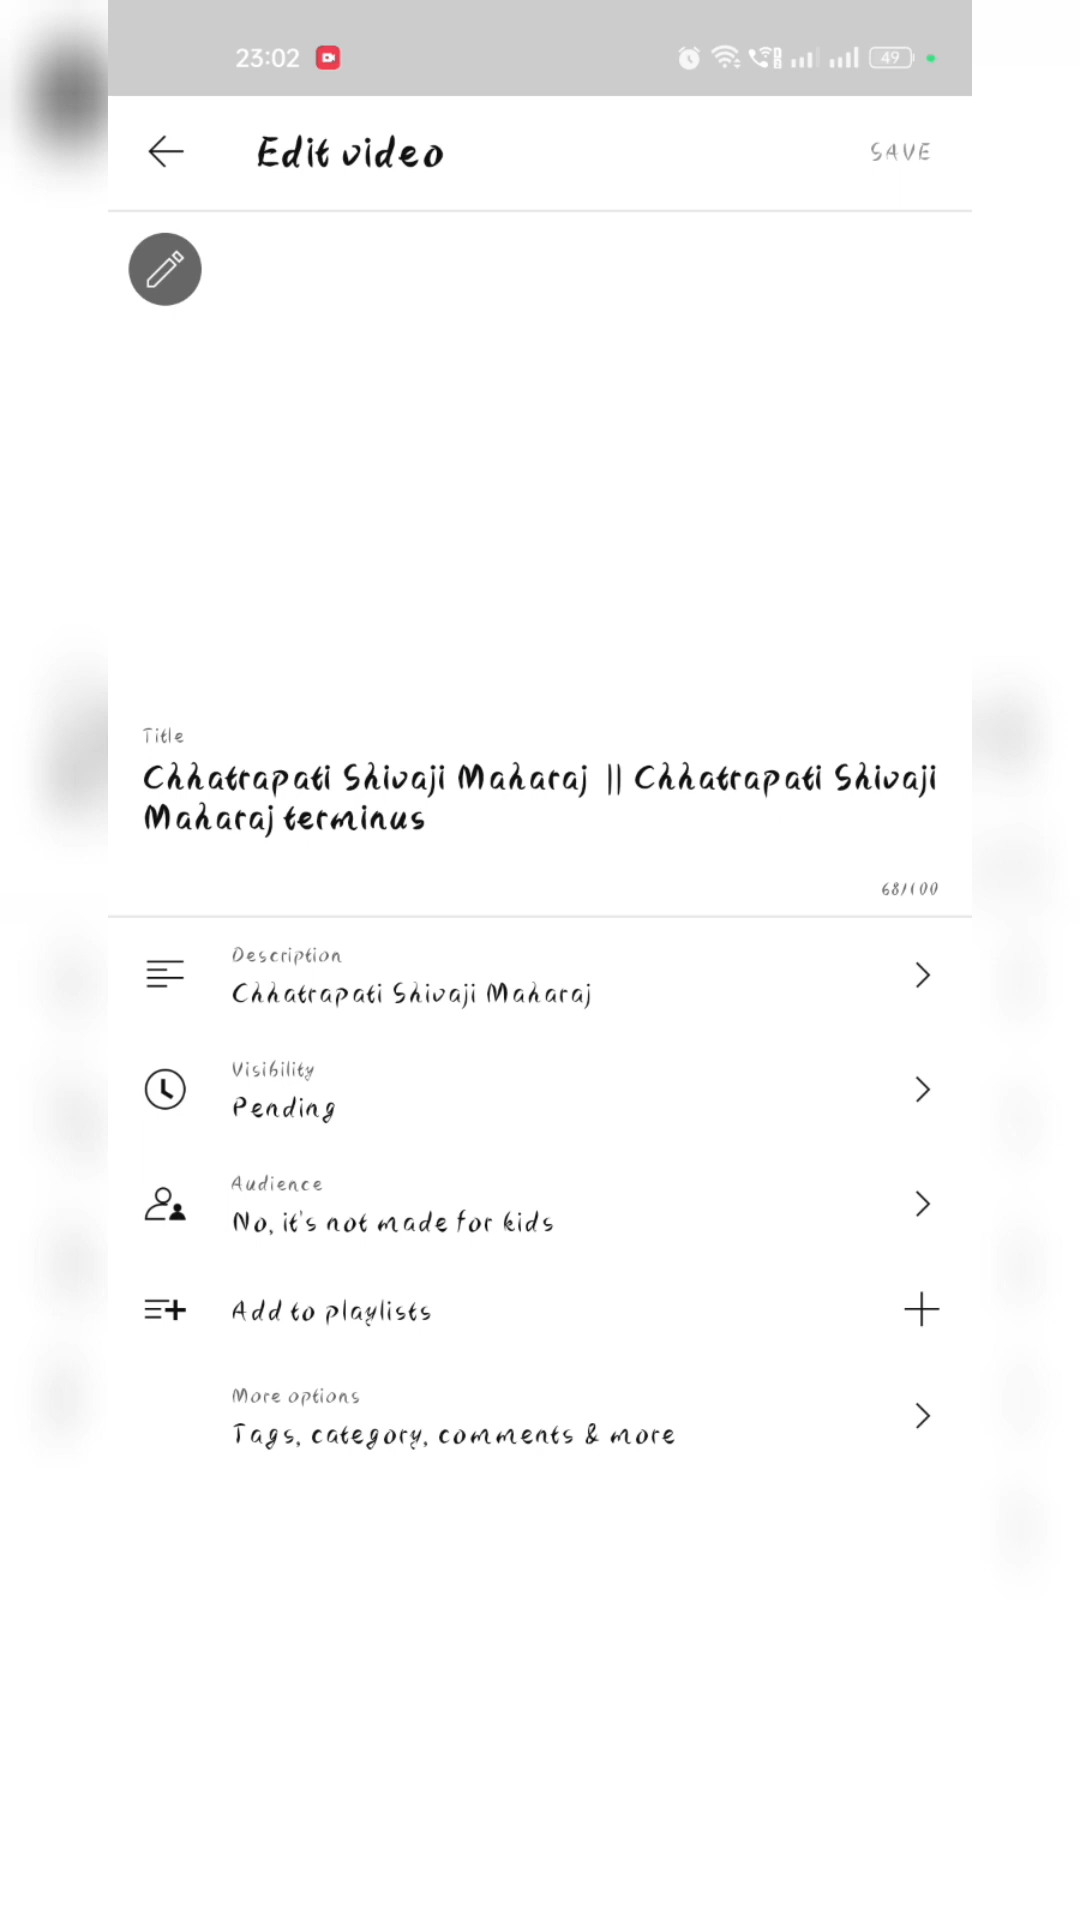 23:02
49
Edit video
SAVE
Title
Chhatrapati Shivaji Maharaj || Chhatrapati Shivaji
Maharaj terminus
68/100
Description
Chhatrapati Shivaji Maharaj
Visibility
Pending
Audience
No, it's not made for kids
Add to playlists
More options
Tags, category, comments & more